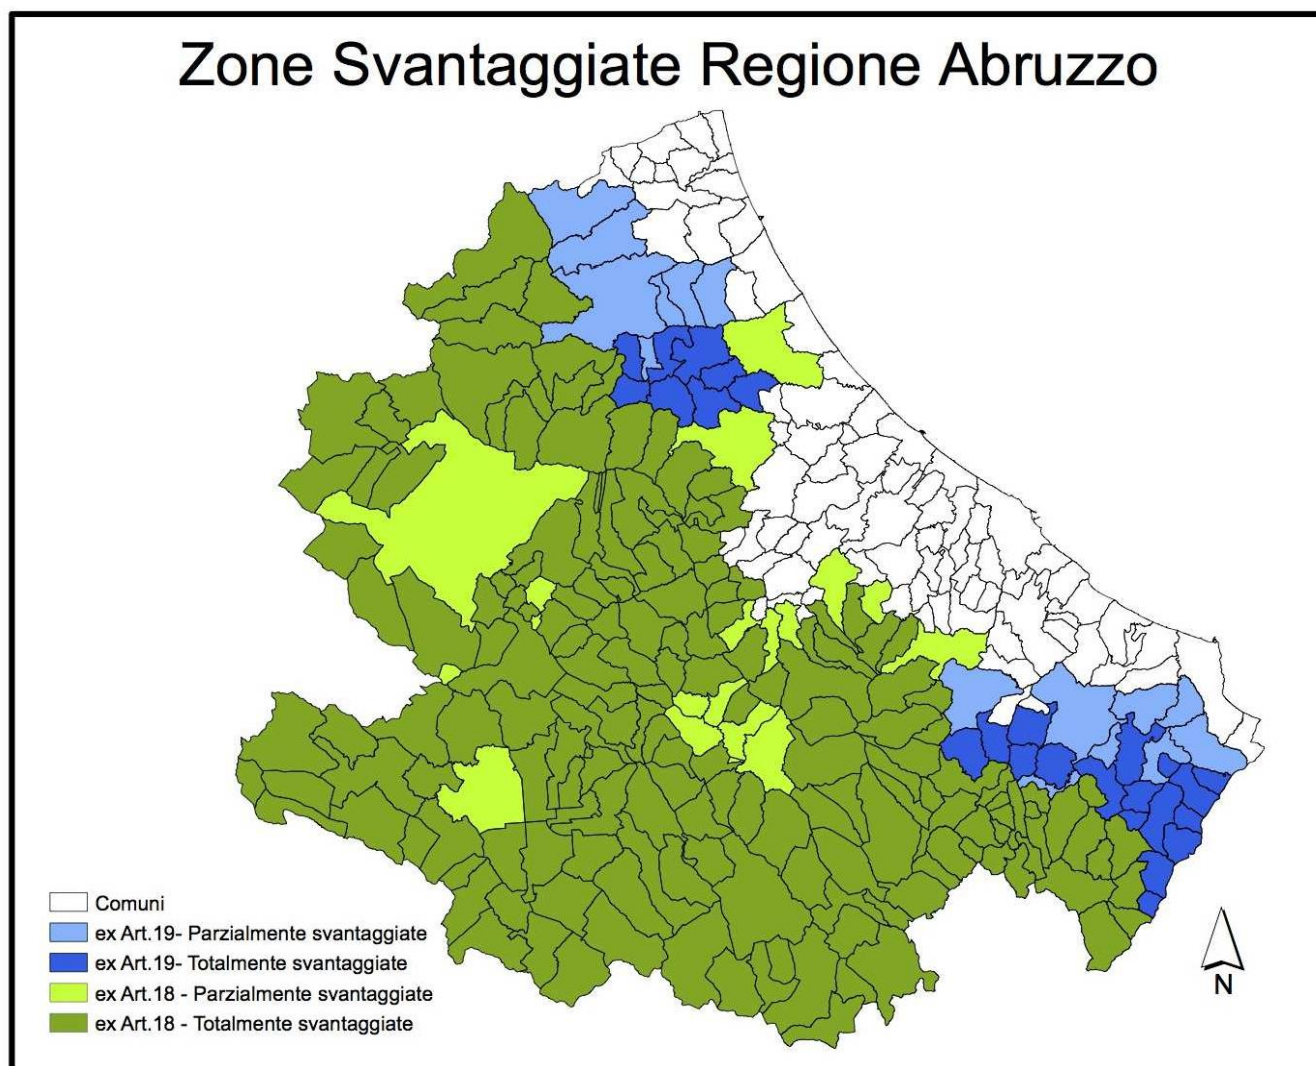 Zone Svantaggiate Regione Abruzzo
Comuni
ex Art.19- Parzialmente svantaggiate
ex Art.19- Totalmente svantaggiate
ex Art.18 - Parzialmente svantaggiate
ex Art.18 - Totalmente svantaggiate
N